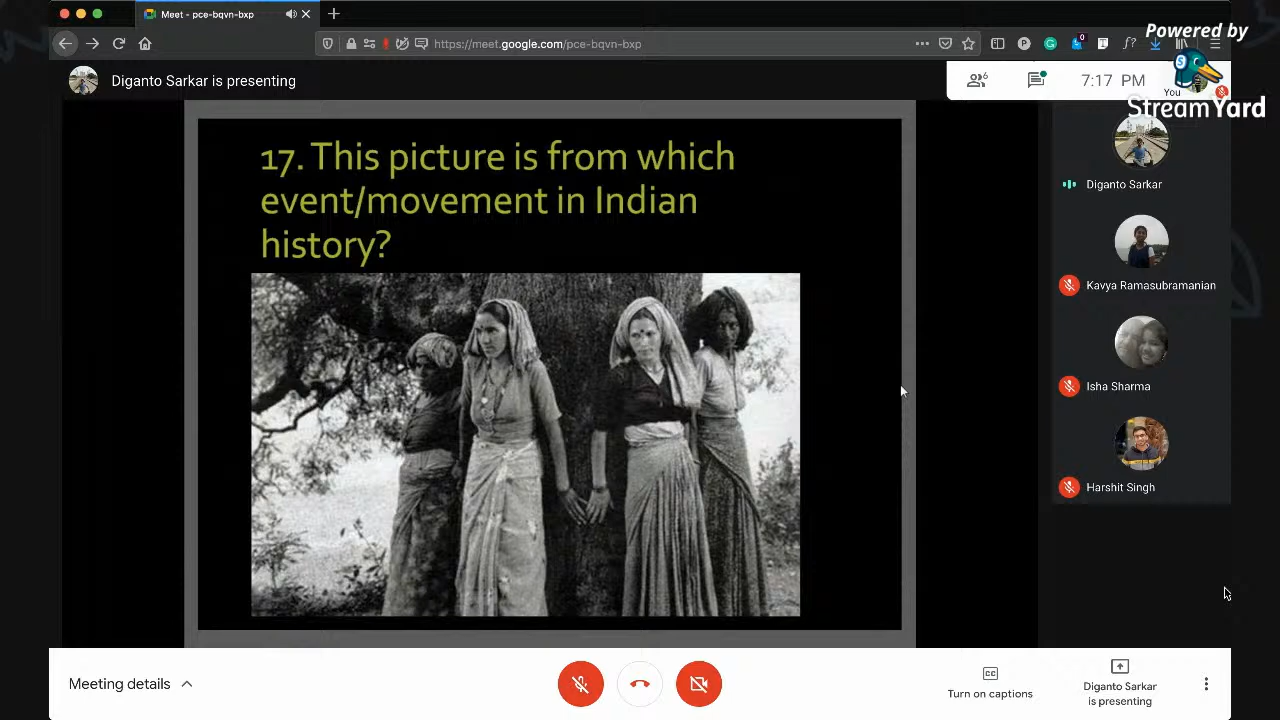 Meet - pce-bqvn-bxp
https://meet.google.com/pce-bqvn-bxp
Powered by
StreamYard
Diganto Sarkar is presenting
6
0
7:17 PM
You
17. This picture is from which
event/movement in Indian
history?
Diganto Sarkar
Kavya Ramasubramanian
Isha Sharma
Harshit Singh
Meeting details
Turn on captions
Diganto Sarkar
is presenting